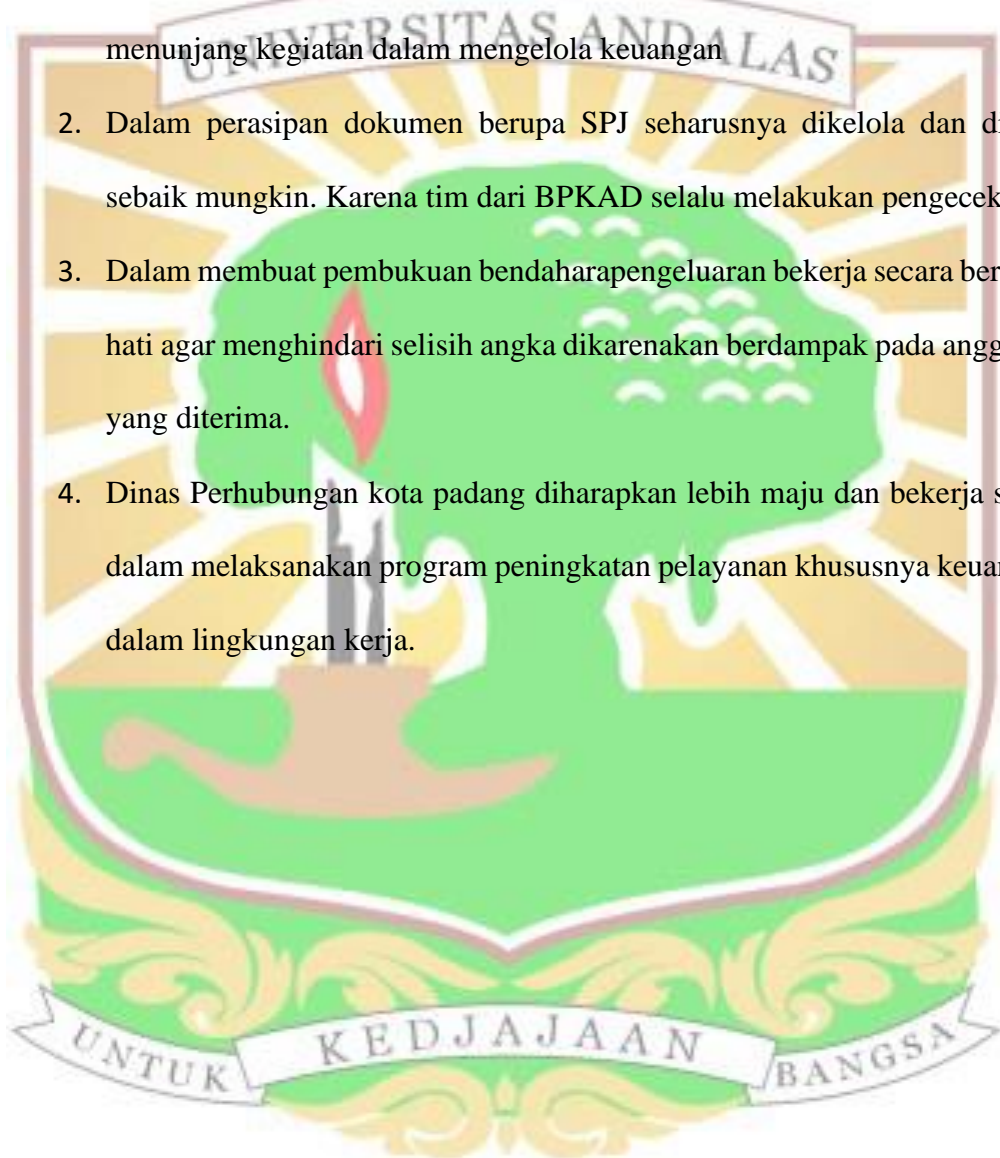 UNIVERSITAS ANDALAS
menunjang kegiatan dalam mengelola keuangan
2. Dalam perasipan dokumen berupa SPJ seharusnya dikelola dan
sebaik mungkin. Karena tim dari BPKAD selalu melakukan
3. Dalam membuat pembukuan bendaharapengeluaran bekerja secara
hati agar menghindari selisih angka dikarenakan berdampak pada
yang diterima.
4. Dinas Perhubungan kota padang diharapkan lebih maju dan bekerja
dalam melaksanakan program peningkatan pelayanan khususnya
dalam lingkungan kerja.
UNTUK KEDJAJAAN BANGSA